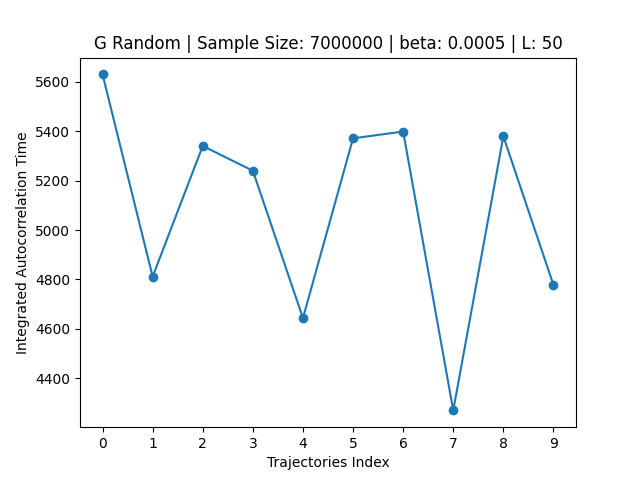 G Random | Sample Size: 7000000 | beta: 0.0005 | L: 50
5600
5400
5200
5000
4800
4600
4400
Integrated Autocorrelation Time
0 1 2 3 4 5 6 7 8 9
Trajectories Index